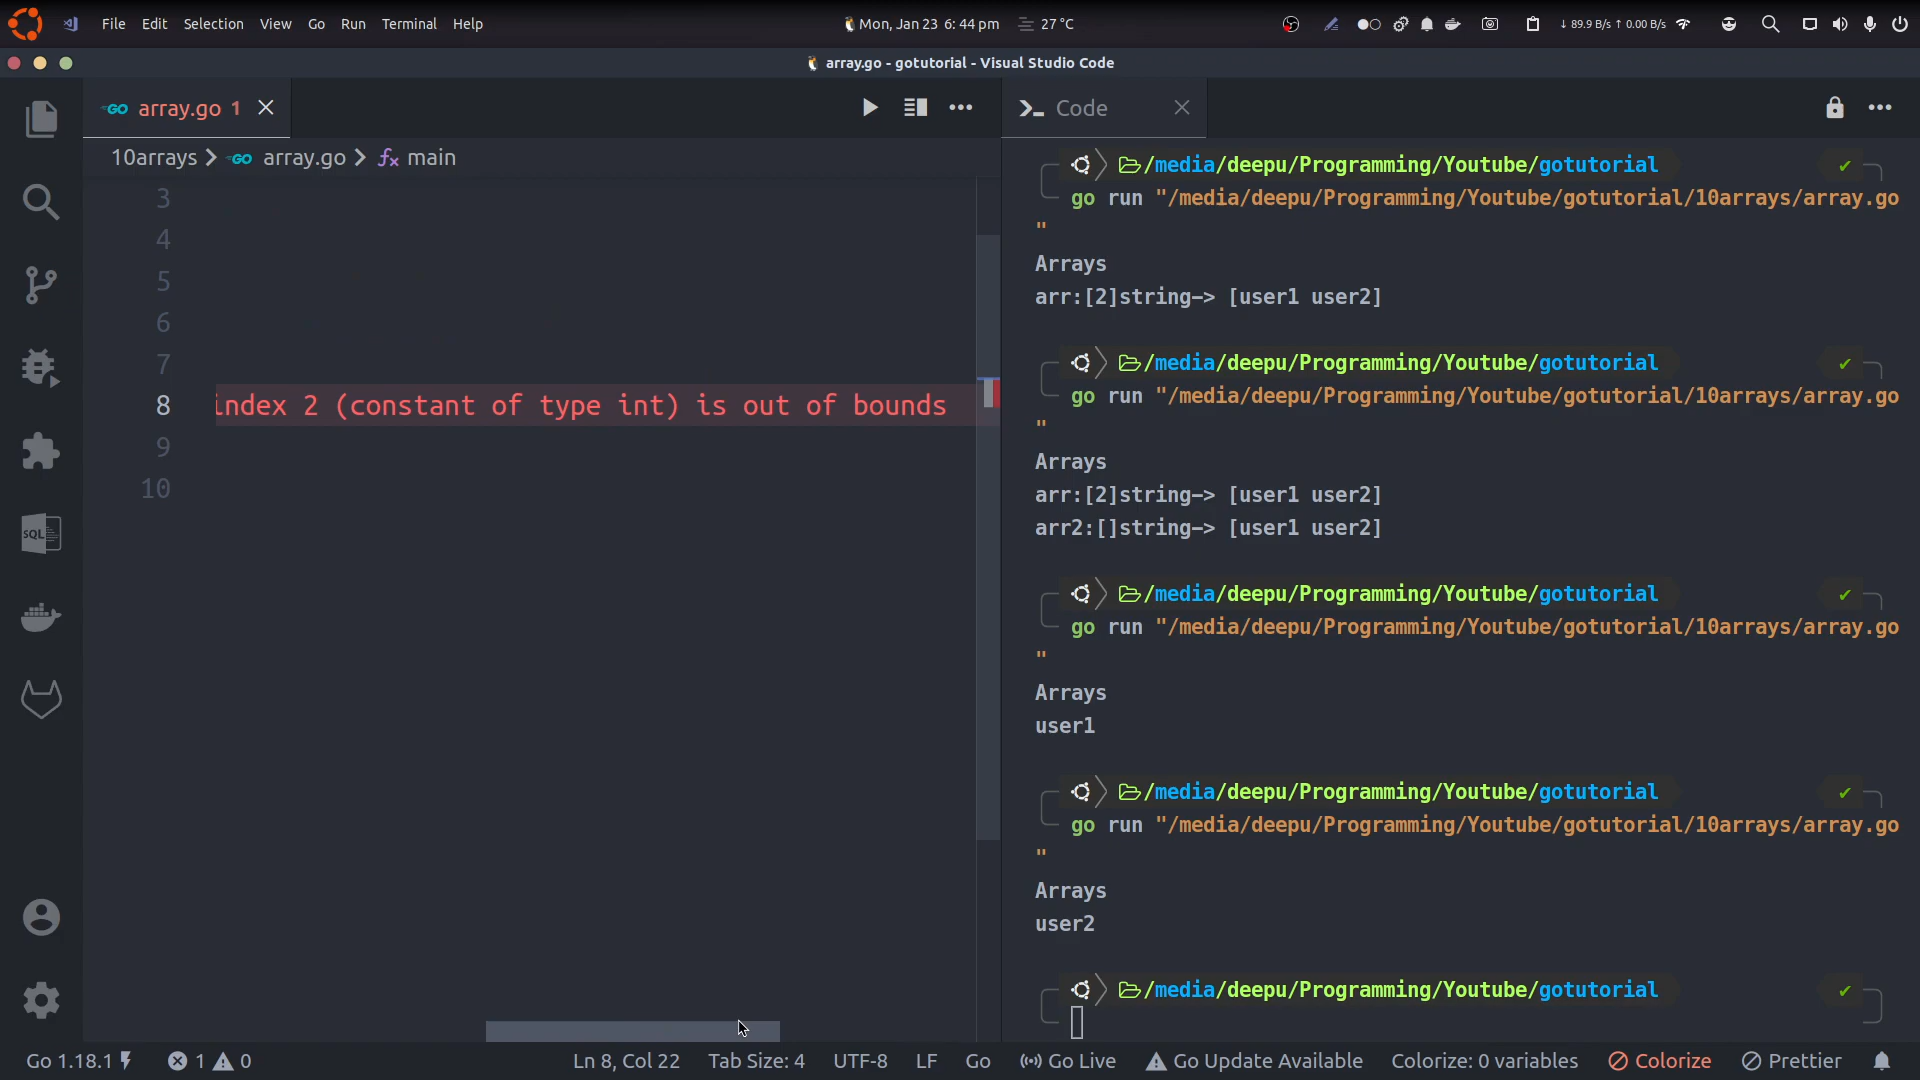 File Edit Selection View Go Run Terminal Help
Mon, Jan 23 6: 44 pm 27 °C
↓ 89.9 B/s ↑ 0.00 B/s
array.go - gotutorial - Visual Studio Code
GO array.go 1
Code
10arrays > GO array.go > main
3
4
5
6
7
8 index 2 (constant of type int) is out of bounds
9
10
/media/deepu/Programming/Youtube/gotutorial ✔
go run "/media/deepu/Programming/Youtube/gotutorial/10arrays/array.go
"
Arrays
arr:[2]string-> [user1 user2]
/media/deepu/Programming/Youtube/gotutorial ✔
go run "/media/deepu/Programming/Youtube/gotutorial/10arrays/array.go
"
Arrays
arr:[2]string-> [user1 user2]
arr2:[]string-> [user1 user2]
/media/deepu/Programming/Youtube/gotutorial ✔
go run "/media/deepu/Programming/Youtube/gotutorial/10arrays/array.go
"
Arrays
user1
/media/deepu/Programming/Youtube/gotutorial ✔
go run "/media/deepu/Programming/Youtube/gotutorial/10arrays/array.go
"
Arrays
user2
/media/deepu/Programming/Youtube/gotutorial ✔
SQL
Go 1.18.1 1 0 Ln 8, Col 22 Tab Size: 4 UTF-8 LF Go Go Live Go Update Available Colorize: 0 variables Colorize Prettier